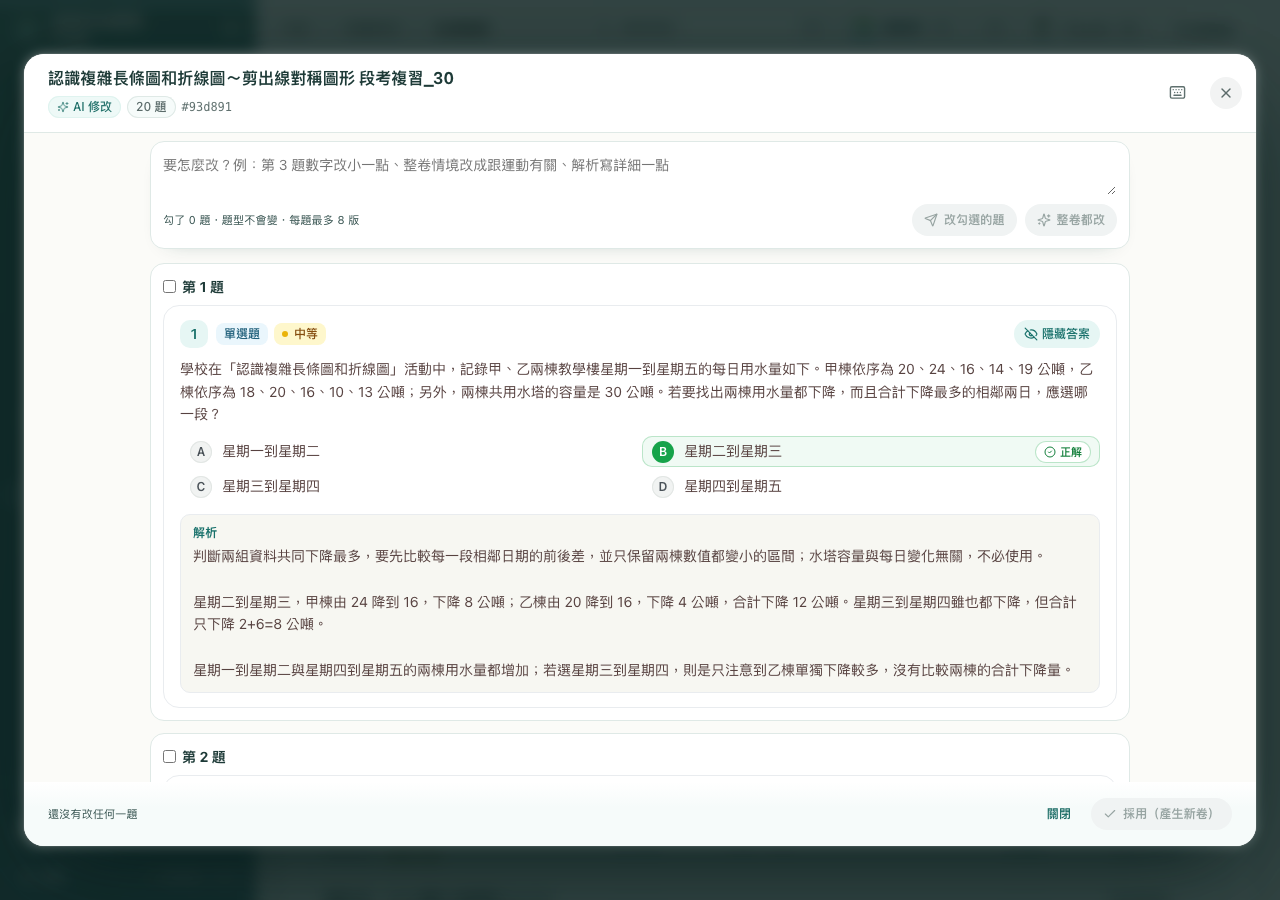 認識複雜長條圖和折線圖～剪出線對稱圖形 段考複習_30
AI 修改 20 題 #93d891
要怎麼改？例：第 3 題數字改小一點、整卷情境改成跟運動有關、解析寫詳細一點
勾了 0 題 · 題型不會變 · 每題最多 8 版
改勾選的題 整卷都改
第 1 題
1 單選題 中等 隱藏答案
學校在「認識複雜長條圖和折線圖」活動中，記錄甲、乙兩棟教學樓星期一到星期五的每日用水量如下。甲棟依序為 20、24、16、14、19 公噸，乙
棟依序為 18、20、16、10、13 公噸；另外，兩棟共用水塔的容量是 30 公噸。若要找出兩棟用水量都下降，而且合計下降最多的相鄰兩日，應選哪
一段？
A 星期一到星期二
B 星期二到星期三 正解
C 星期三到星期四
D 星期四到星期五
解析
判斷兩組資料共同下降最多，要先比較每一段相鄰日期的前後差，並只保留兩棟數值都變小的區間；水塔容量與每日變化無關，不必使用。
星期二到星期三，甲棟由 24 降到 16，下降 8 公噸；乙棟由 20 降到 16，下降 4 公噸，合計下降 12 公噸。星期三到星期四雖也都下降，但合計
只下降 2+6=8 公噸。
星期一到星期二與星期四到星期五的兩棟用水量都增加；若選星期三到星期四，則是只注意到乙棟單獨下降較多，沒有比較兩棟的合計下降量。
第 2 題
還沒有改任何一題
關閉 採用（產生新卷）